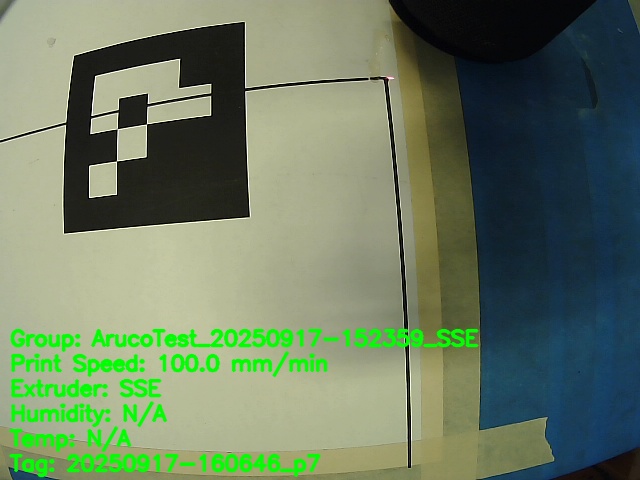 Group: ArucoTest_20250917-152359_SSE
Print Speed: 100.0 mm/min
Extruder: SSE
Humidity: N/A
Temp: N/A
Tag: 20250917-160646_p7